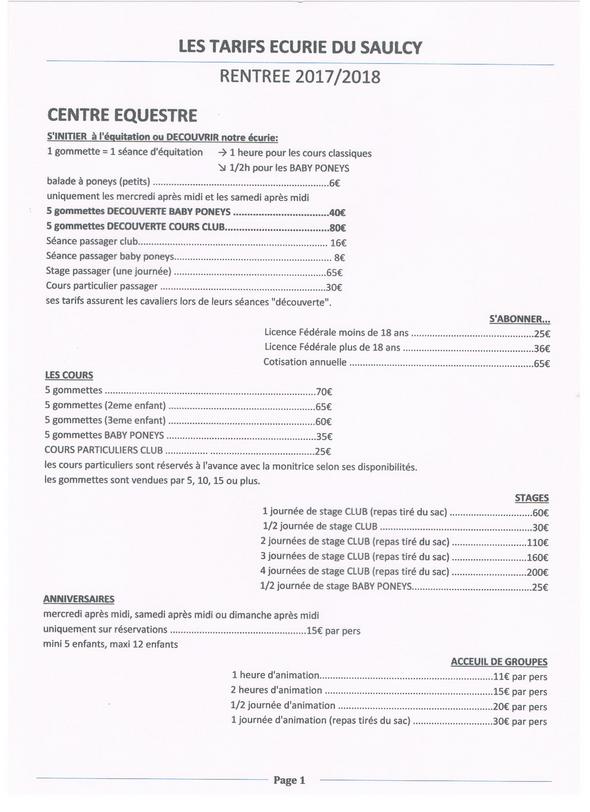 LES TARIFS ECURIE DU SAULCY
RENTREE 2017/2018
CENTRE EQUESTRE
S'INITIER à l'équitation ou DECOUVRIR notre écurie:
1 gommette = 1 séance d'équitation → 1 heure pour les cours classiques
↘ 1/2h pour les BABY PONEYS
balade à poneys (petits) ..........................................................6€
uniquement les mercredi après midi et les samedi après midi
5 gommettes DECOUVERTE BABY PONEYS ................................40€
5 gommettes DECOUVERTE COURS CLUB...................................80€
Séance passager club............................................................... 16€
Séance passager baby poneys.................................................... 8€
Stage passager (une journée) ...................................................65€
Cours particulier passager .......................................................30€
ses tarifs assurent les cavaliers lors de leurs séances "découverte".
S'ABONNER...
Licence Fédérale moins de 18 ans .........................................25€
Licence Fédérale plus de 18 ans ............................................36€
Cotisation annuelle ..............................................................65€
LES COURS
5 gommettes ......................................................................70€
5 gommettes (2eme enfant) .................................................65€
5 gommettes (3eme enfant) .................................................60€
5 gommettes BABY PONEYS ..................................................35€
COURS PARTICULIERS CLUB ............... ..................................25€
les cours particuliers sont réservés à l'avance avec la monitrice selon ses disponibilités.
les gommettes sont vendues par 5, 10, 15 ou plus.
STAGES
1 journée de stage CLUB (repas tiré du sac) ............................60€
1/2 journée de stage CLUB ...................................................30€
2 journées de stage CLUB (repas tiré du sac) .........................110€
3 journées de stage CLUB (repas tiré du sac) .........................160€
4 journées de stage CLUB (repas tiré du sac) .........................200€
1/2 journée de stage BABY PONEYS........................................25€
ANNIVERSAIRES
mercredi après midi, samedi après midi ou dimanche après midi
uniquement sur réservations .............................................15€ par pers
mini 5 enfants, maxi 12 enfants
ACCEUIL DE GROUPES
1 heure d'animation..........................................................11€ par pers
2 heures d'animation ........................................................15€ par pers
1/2 journée d'animation ....................................................20€ par pers
1 journée d'animation (repas tirés du sac) ...........................30€ par pers
Page 1